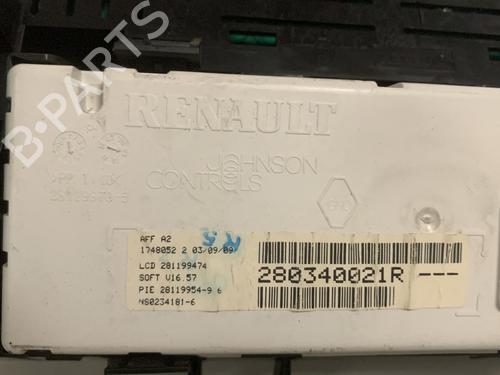 RENAULT
JOHNSON
CONTROLS
B-PARTS
AFF A2
1748052 2 03/09/09
LCD 281199474
SOFT V16.57
PIE 28119954-9 6
NS0234181-6
280340021R ---